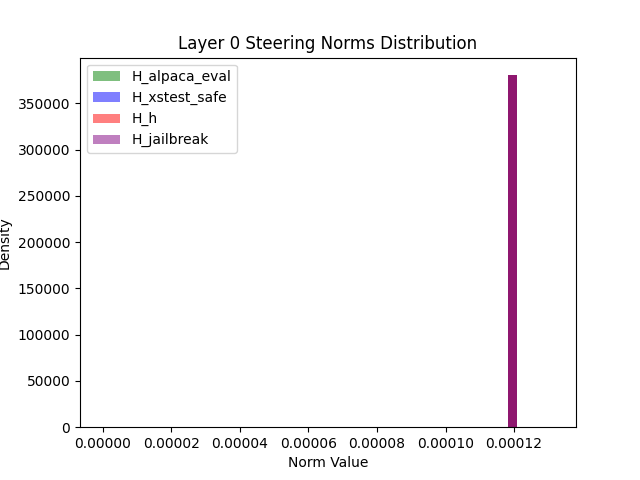 Layer 0 Steering Norms Distribution
H_alpaca_eval
H_xstest_safe
H_h
H_jailbreak
350000
300000
250000
200000
150000
100000
50000
0
Density
0.00000 0.00002 0.00004 0.00006 0.00008 0.00010 0.00012
Norm Value